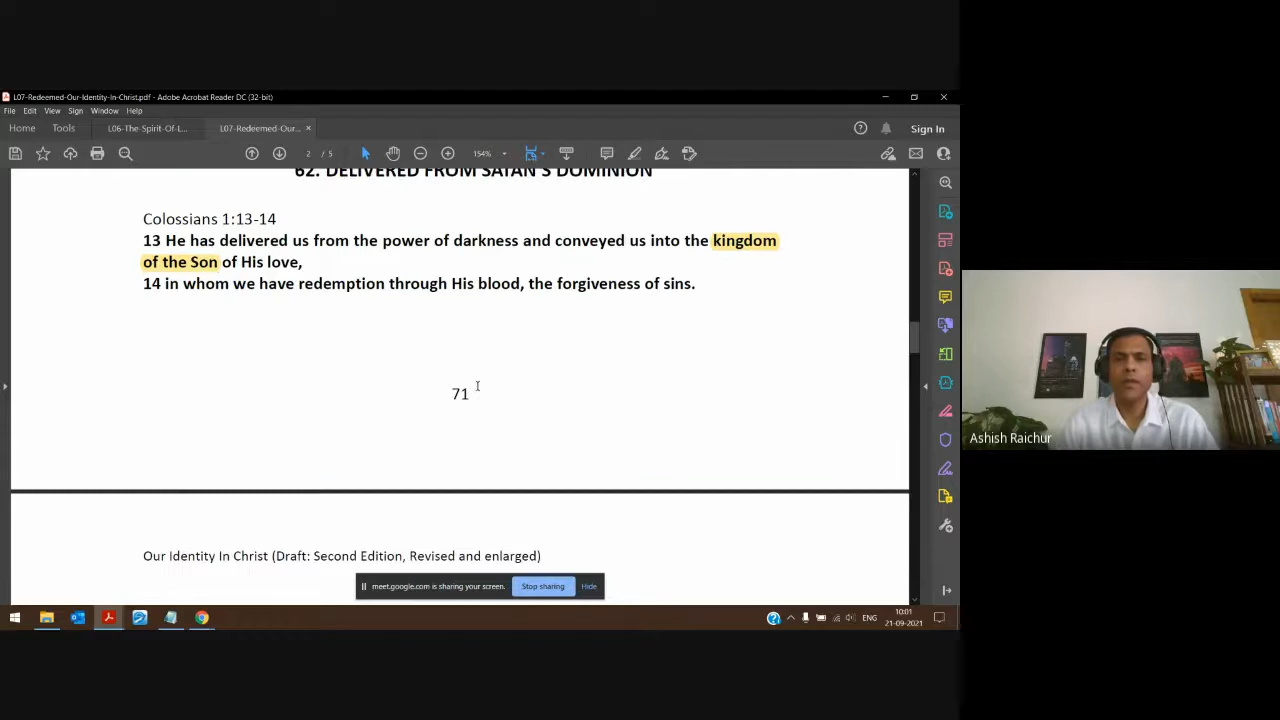 L07-Redeemed-Our-Identity-In-Christ.pdf - Adobe Acrobat Reader DC (32-bit)
File Edit View Sign Window Help
Home Tools L06-The-Spirit-Of-L... L07-Redeemed-Our... × Sign In
2 / 5 154%
62. DELIVERED FROM SATAN'S DOMINION
Colossians 1:13-14
13 He has delivered us from the power of darkness and conveyed us into the kingdom
of the Son of His love,
14 in whom we have redemption through His blood, the forgiveness of sins.
71
Our Identity In Christ (Draft: Second Edition, Revised and enlarged)
meet.google.com is sharing your screen. Stop sharing Hide
ENG 10:01
21-09-2021
Ashish Raichur